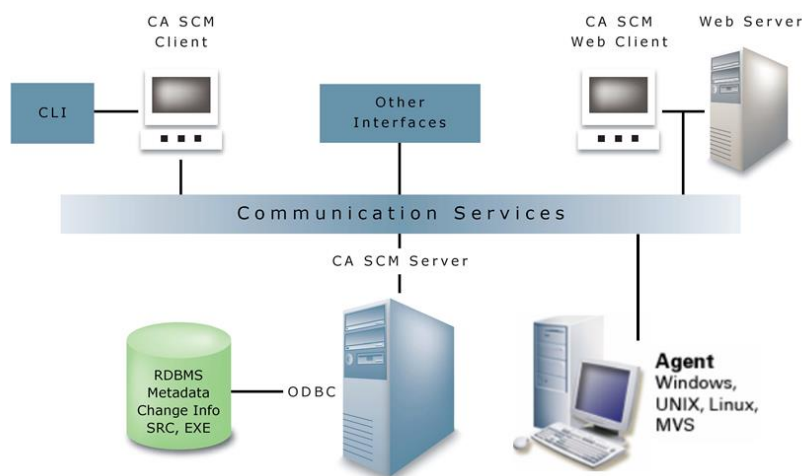 CA SCM
Client
CA SCM
Web Client
Web Server
CLI
Other
Interfaces
Communication Services
CA SCM Server
RDBMS
Metadata
Change Info
SRC, EXE
ODBC
Agent
Windows,
UNIX, Linux,
MVS